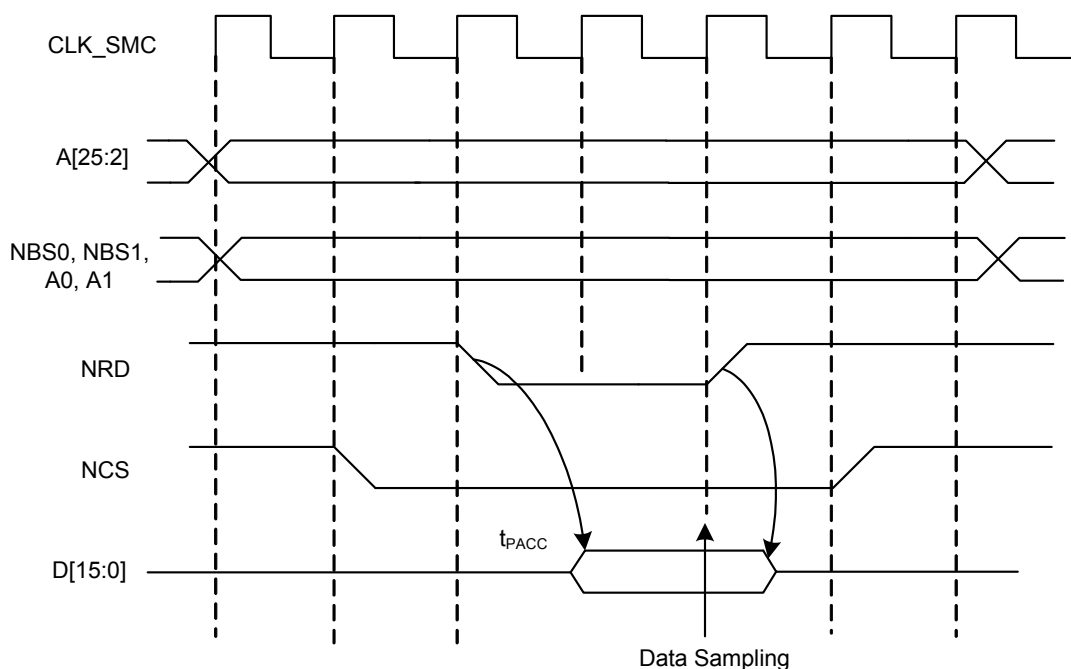 CLK_SMC
A[25:2]
NBS0, NBS1,
A0, A1
NRD
NCS
tPACC
D[15:0]
Data Sampling